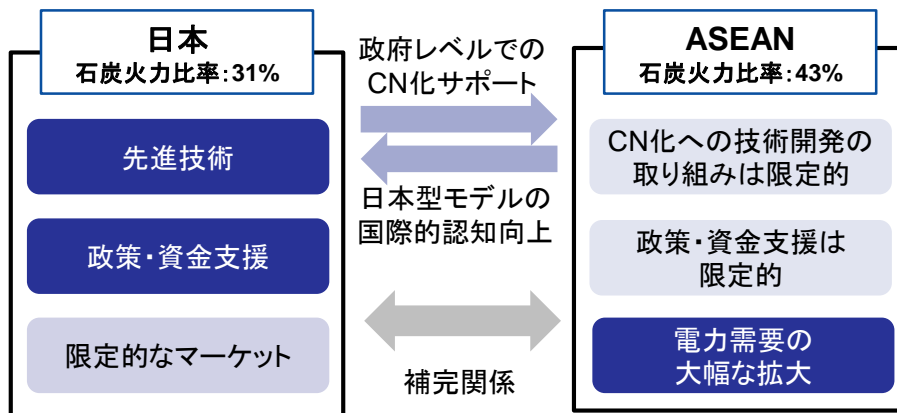 日本
石炭火力比率：31%
先進技術
政策・資金支援
限定的なマーケット
政府レベルでの
CN化サポート
日本型モデルの
国際的認知向上
補完関係
ASEAN
石炭火力比率：43%
CN化への技術開発の
取り組みは限定的
政策・資金支援は
限定的
電力需要の
大幅な拡大